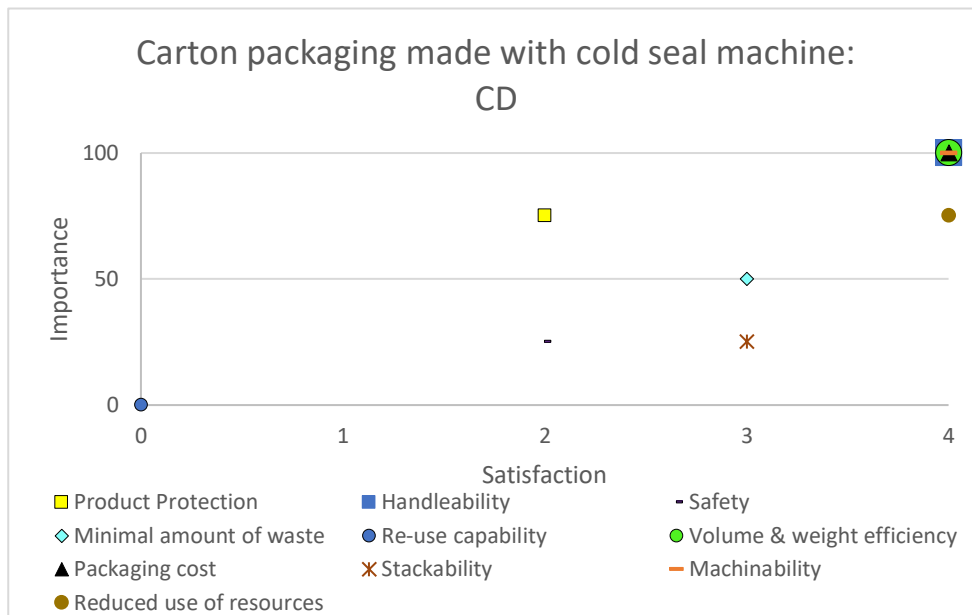 Carton packaging made with cold seal machine:
CD
100
50
0
Importance
0 1 2 3 4
Satisfaction
Product Protection Handleability Safety
Minimal amount of waste Re-use capability Volume & weight efficiency
Packaging cost Stackability Machinability
Reduced use of resources